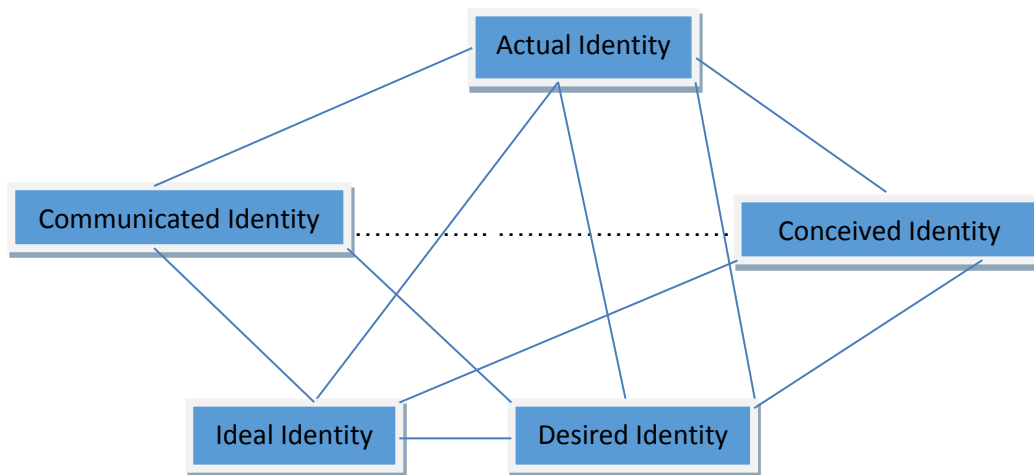 Actual Identity
Communicated Identity
Conceived Identity
Ideal Identity
Desired Identity